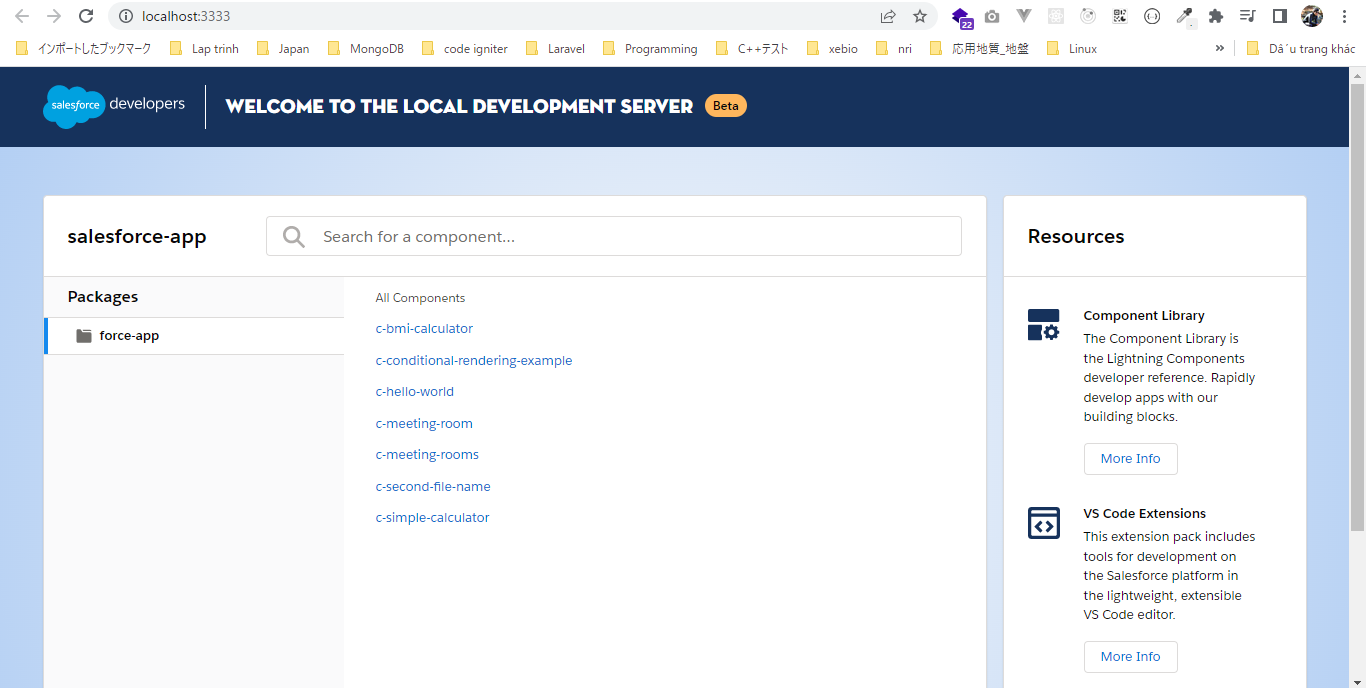 localhost:3333
22
インポートしたブックマーク
Lap trinh
Japan
MongoDB
code igniter
Laravel
Programming
C++テスト
xebio
nri
応用地質_地盤
Linux
»
Dấu trang khác
salesforce developers
WELCOME TO THE LOCAL DEVELOPMENT SERVER
Beta
salesforce-app
Search for a component...
Packages
force-app
All Components
c-bmi-calculator
c-conditional-rendering-example
c-hello-world
c-meeting-room
c-meeting-rooms
c-second-file-name
c-simple-calculator
Resources
Component Library
The Component Library is
the Lightning Components
developer reference. Rapidly
develop apps with our
building blocks.
More Info
VS Code Extensions
This extension pack includes
tools for development on
the Salesforce platform in
the lightweight, extensible
VS Code editor.
More Info